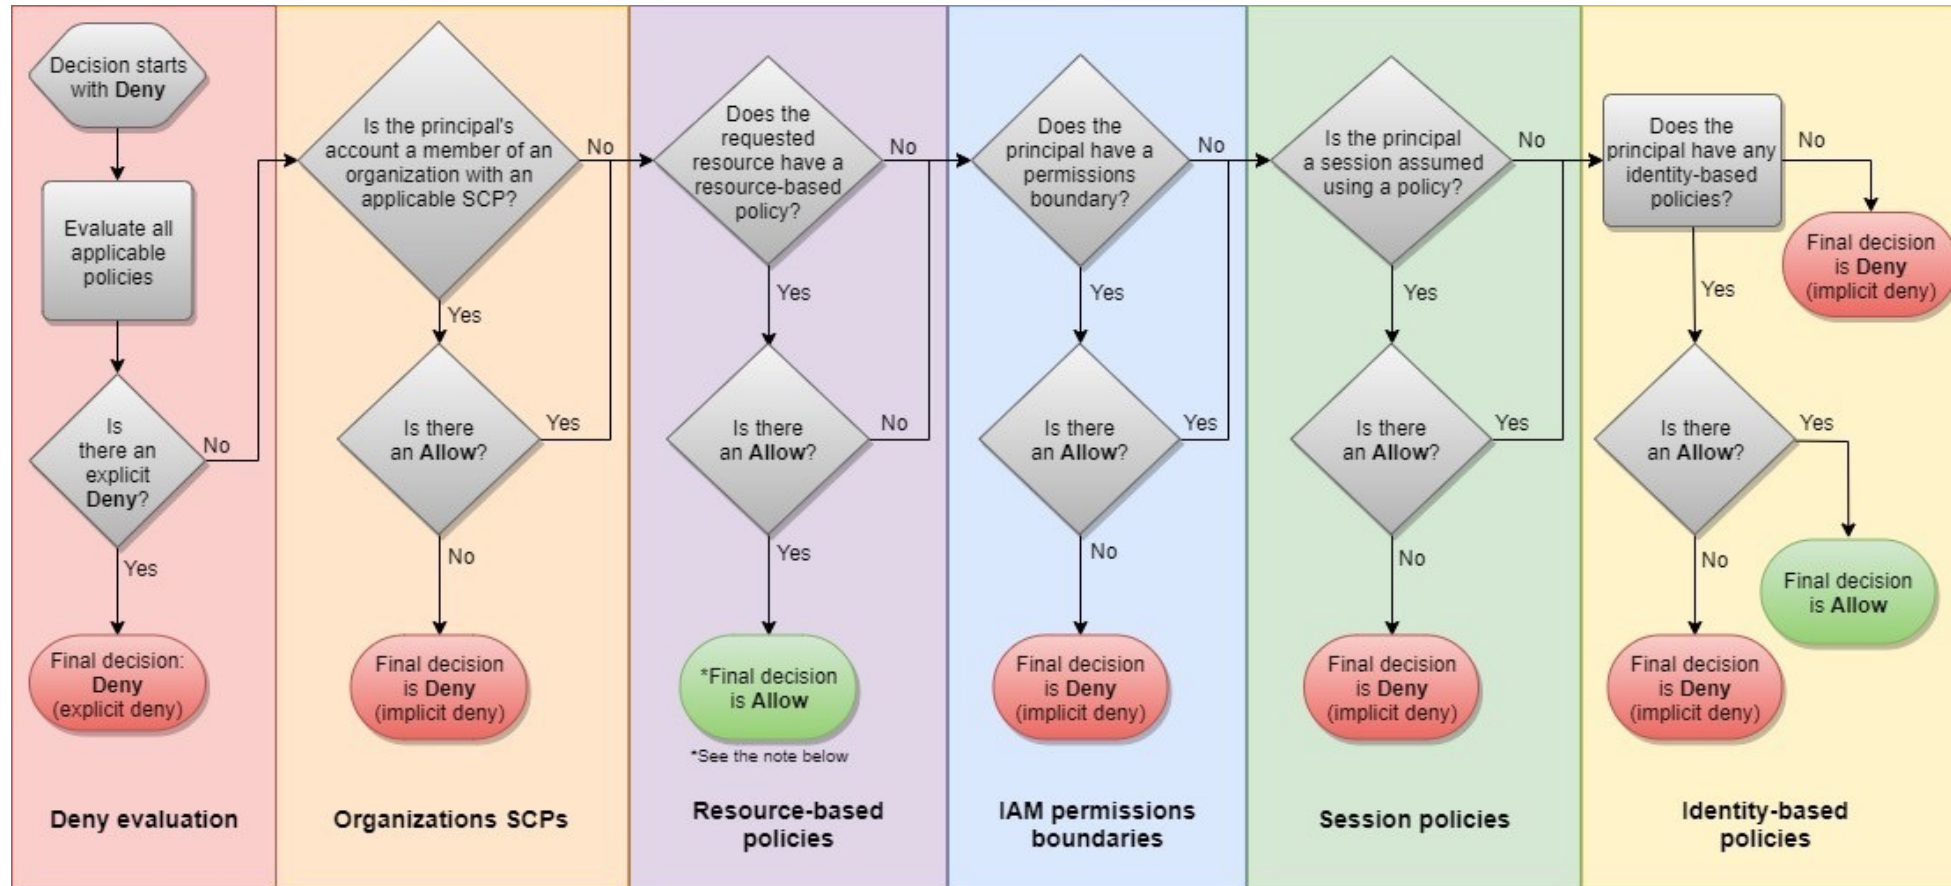 Decision starts
with Deny
Evaluate all
applicable
policies
Is
there an
explicit
Deny?
No
Yes
Final decision:
Deny
(explicit deny)
Deny evaluation
Is the principal's
account a member of an
organization with an
applicable SCP?
No
Yes
Is there
an Allow?
Yes
No
Final decision
is Deny
(implicit deny)
Organizations SCPs
Does the
requested
resource have a
resource-based
policy?
No
Yes
Is there
an Allow?
No
Yes
*Final decision
is Allow
*See the note below
Resource-based
policies
Does the
principal have a
permissions
boundary?
No
Yes
Is there
an Allow?
Yes
No
Final decision
is Deny
(implicit deny)
IAM permissions
boundaries
Is the principal
a session assumed
using a policy?
No
Yes
Is there
an Allow?
Yes
No
Final decision
is Deny
(implicit deny)
Session policies
Does the
principal have any
identity-based
policies?
No
Final decision
is Deny
(implicit deny)
Yes
Is there
an Allow?
Yes
Final decision
is Allow
No
Final decision
is Deny
(implicit deny)
Identity-based
policies